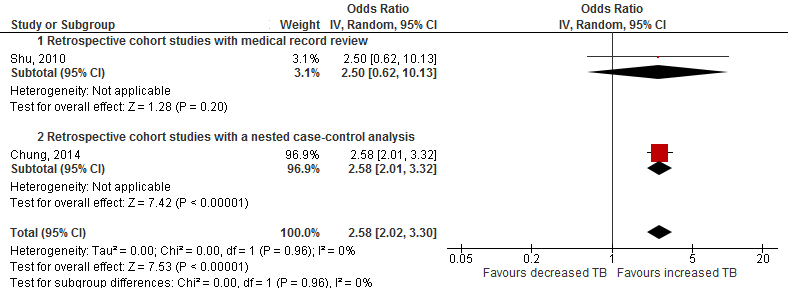 Odds Ratio Odds Ratio
Study or Subgroup Weight IV, Random, 95% CI IV, Random, 95% CI
1 Retrospective cohort studies with medical record review
Shu, 2010 3.1% 2.50 [0.62, 10.13]
Subtotal (95% CI) 3.1% 2.50 [0.62, 10.13]
Heterogeneity: Not applicable
Test for overall effect: Z = 1.28 (P = 0.20)
2 Retrospective cohort studies with a nested case-control analysis
Chung, 2014 96.9% 2.58 [2.01, 3.32]
Subtotal (95% CI) 96.9% 2.58 [2.01, 3.32]
Heterogeneity: Not applicable
Test for overall effect: Z = 7.42 (P < 0.00001)
Total (95% CI) 100.0% 2.58 [2.02, 3.30]
Heterogeneity: Tau² = 0.00; Chi² = 0.00, df = 1 (P = 0.96); I² = 0%
Test for overall effect: Z = 7.53 (P < 0.00001)
Test for subgroup differences: Chi² = 0.00, df = 1 (P = 0.96), I² = 0%
0.05 0.2 1 5 20
Favours decreased TB Favours increased TB